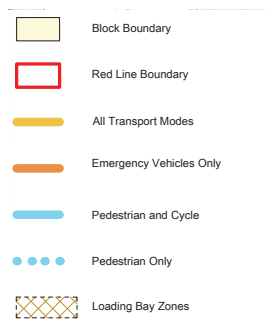 Block Boundary
Red Line Boundary
All Transport Modes
Emergency Vehicles Only
Pedestrian and Cycle
Pedestrian Only
Loading Bay Zones